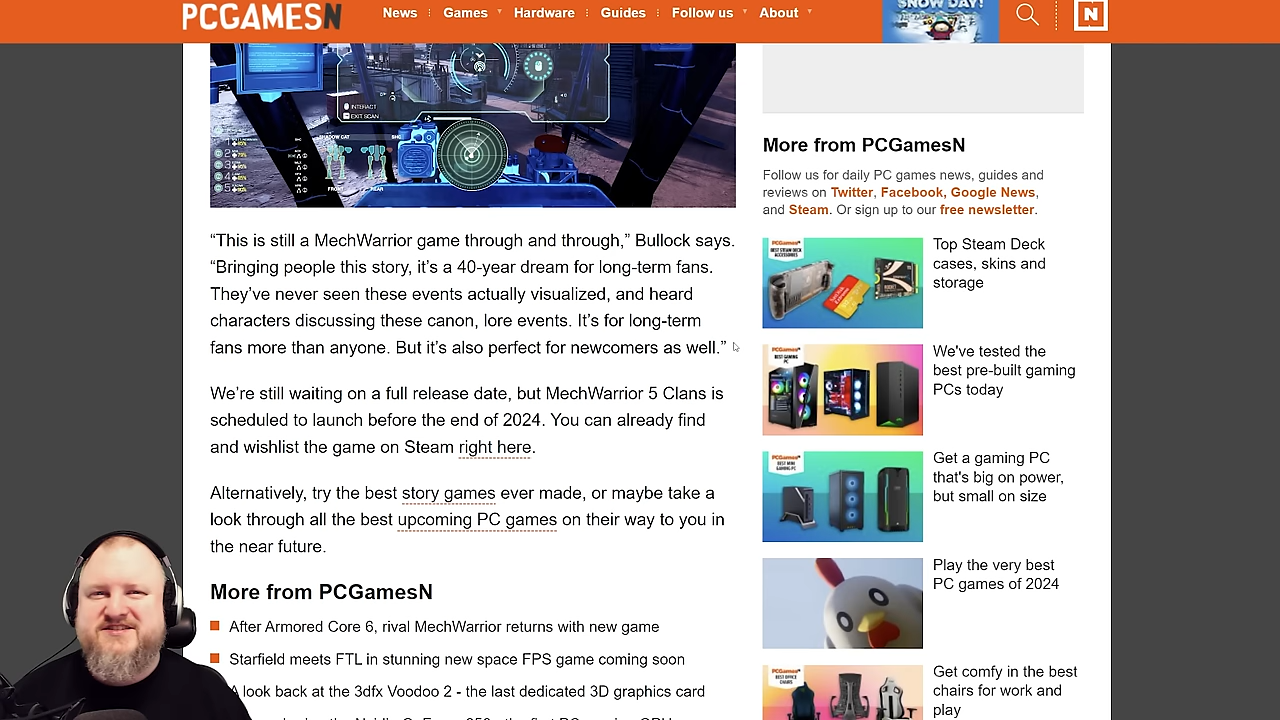 PCGAMESN
News
Games
Hardware
Guides
Follow us
About
SNOW DAY!
N
INTERACT
EXIT SCAN
SHADOW CAT
FRONT
REAR
“This is still a MechWarrior game through and through,” Bullock says.
“Bringing people this story, it’s a 40-year dream for long-term fans.
They’ve never seen these events actually visualized, and heard
characters discussing these canon, lore events. It’s for long-term
fans more than anyone. But it’s also perfect for newcomers as well.”
We’re still waiting on a full release date, but MechWarrior 5 Clans is
scheduled to launch before the end of 2024. You can already find
and wishlist the game on Steam right here.
Alternatively, try the best story games ever made, or maybe take a
look through all the best upcoming PC games on their way to you in
the near future.
More from PCGamesN
After Armored Core 6, rival MechWarrior returns with new game
Starfield meets FTL in stunning new space FPS game coming soon
A look back at the 3dfx Voodoo 2 - the last dedicated 3D graphics card
More from PCGamesN
Follow us for daily PC games news, guides and
reviews on Twitter, Facebook, Google News,
and Steam. Or sign up to our free newsletter.
Top Steam Deck
cases, skins and
storage
We've tested the
best pre-built gaming
PCs today
Get a gaming PC
that's big on power,
but small on size
Play the very best
PC games of 2024
Get comfy in the best
chairs for work and
play